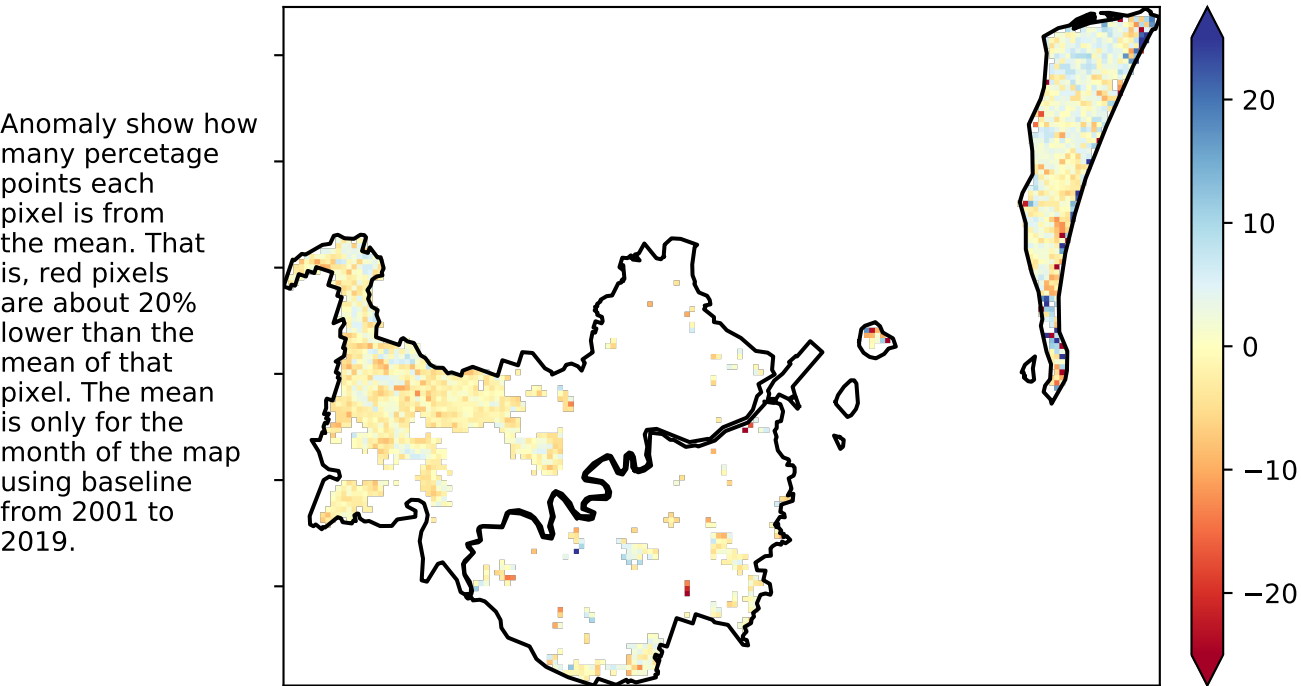 Anomaly show how
many percetage
points each
pixel is from
the mean. That
is, red pixels
are about 20%
lower than the
mean of that
pixel. The mean
is only for the
month of the map
using baseline
from 2001 to
2019.
20
10
0
−10
−20